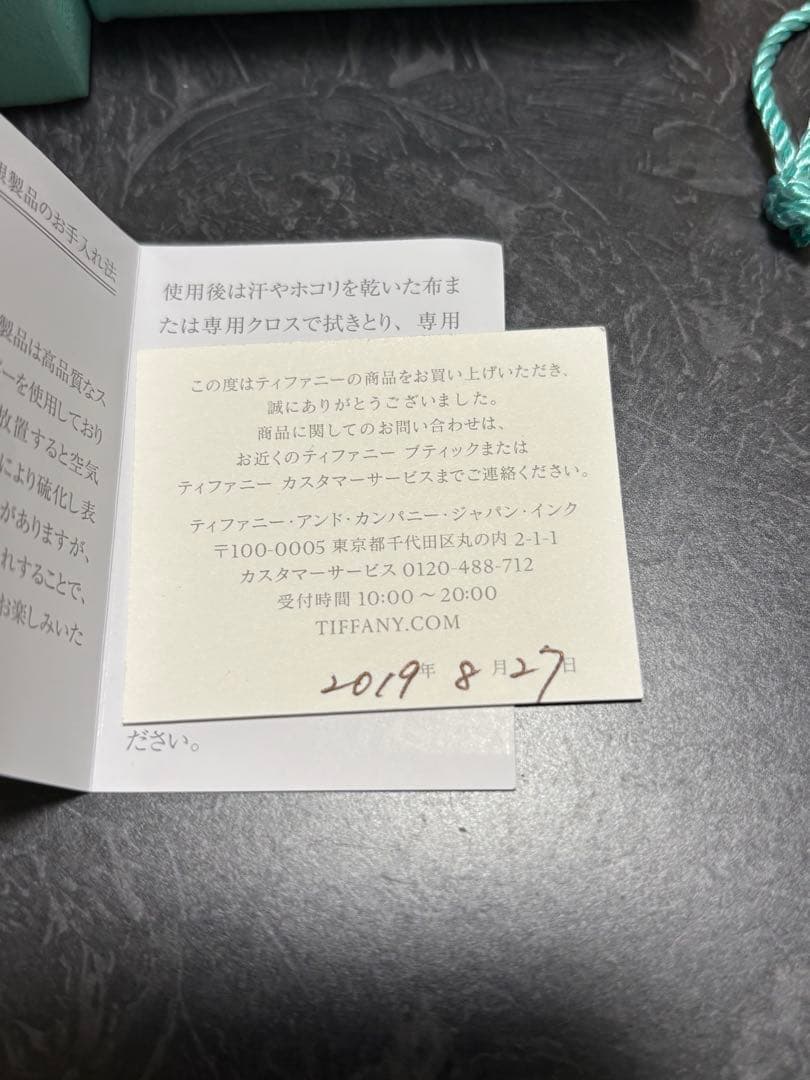 製品のお手入れ法
製品は高品質なス
ーを使用しており
放置すると空気
により硫化し表
がありますが、
れすることで、
お楽しみいた
使用後は汗やホコリを乾いた布ま
たは専用クロスで拭きとり、専用
この度はティファニーの商品をお買い上げいただき、
誠にありがとうございました。
商品に関してのお問い合わせは、
お近くのティファニー ブティックまたは
ティファニー カスタマーサービスまでご連絡ください。
ティファニー・アンド・カンパニー・ジャパン・インク
〒100-0005 東京都千代田区丸の内 2-1-1
カスタマーサービス 0120-488-712
受付時間 10:00～20:00
TIFFANY.COM
2019年 8月27日
ださい。